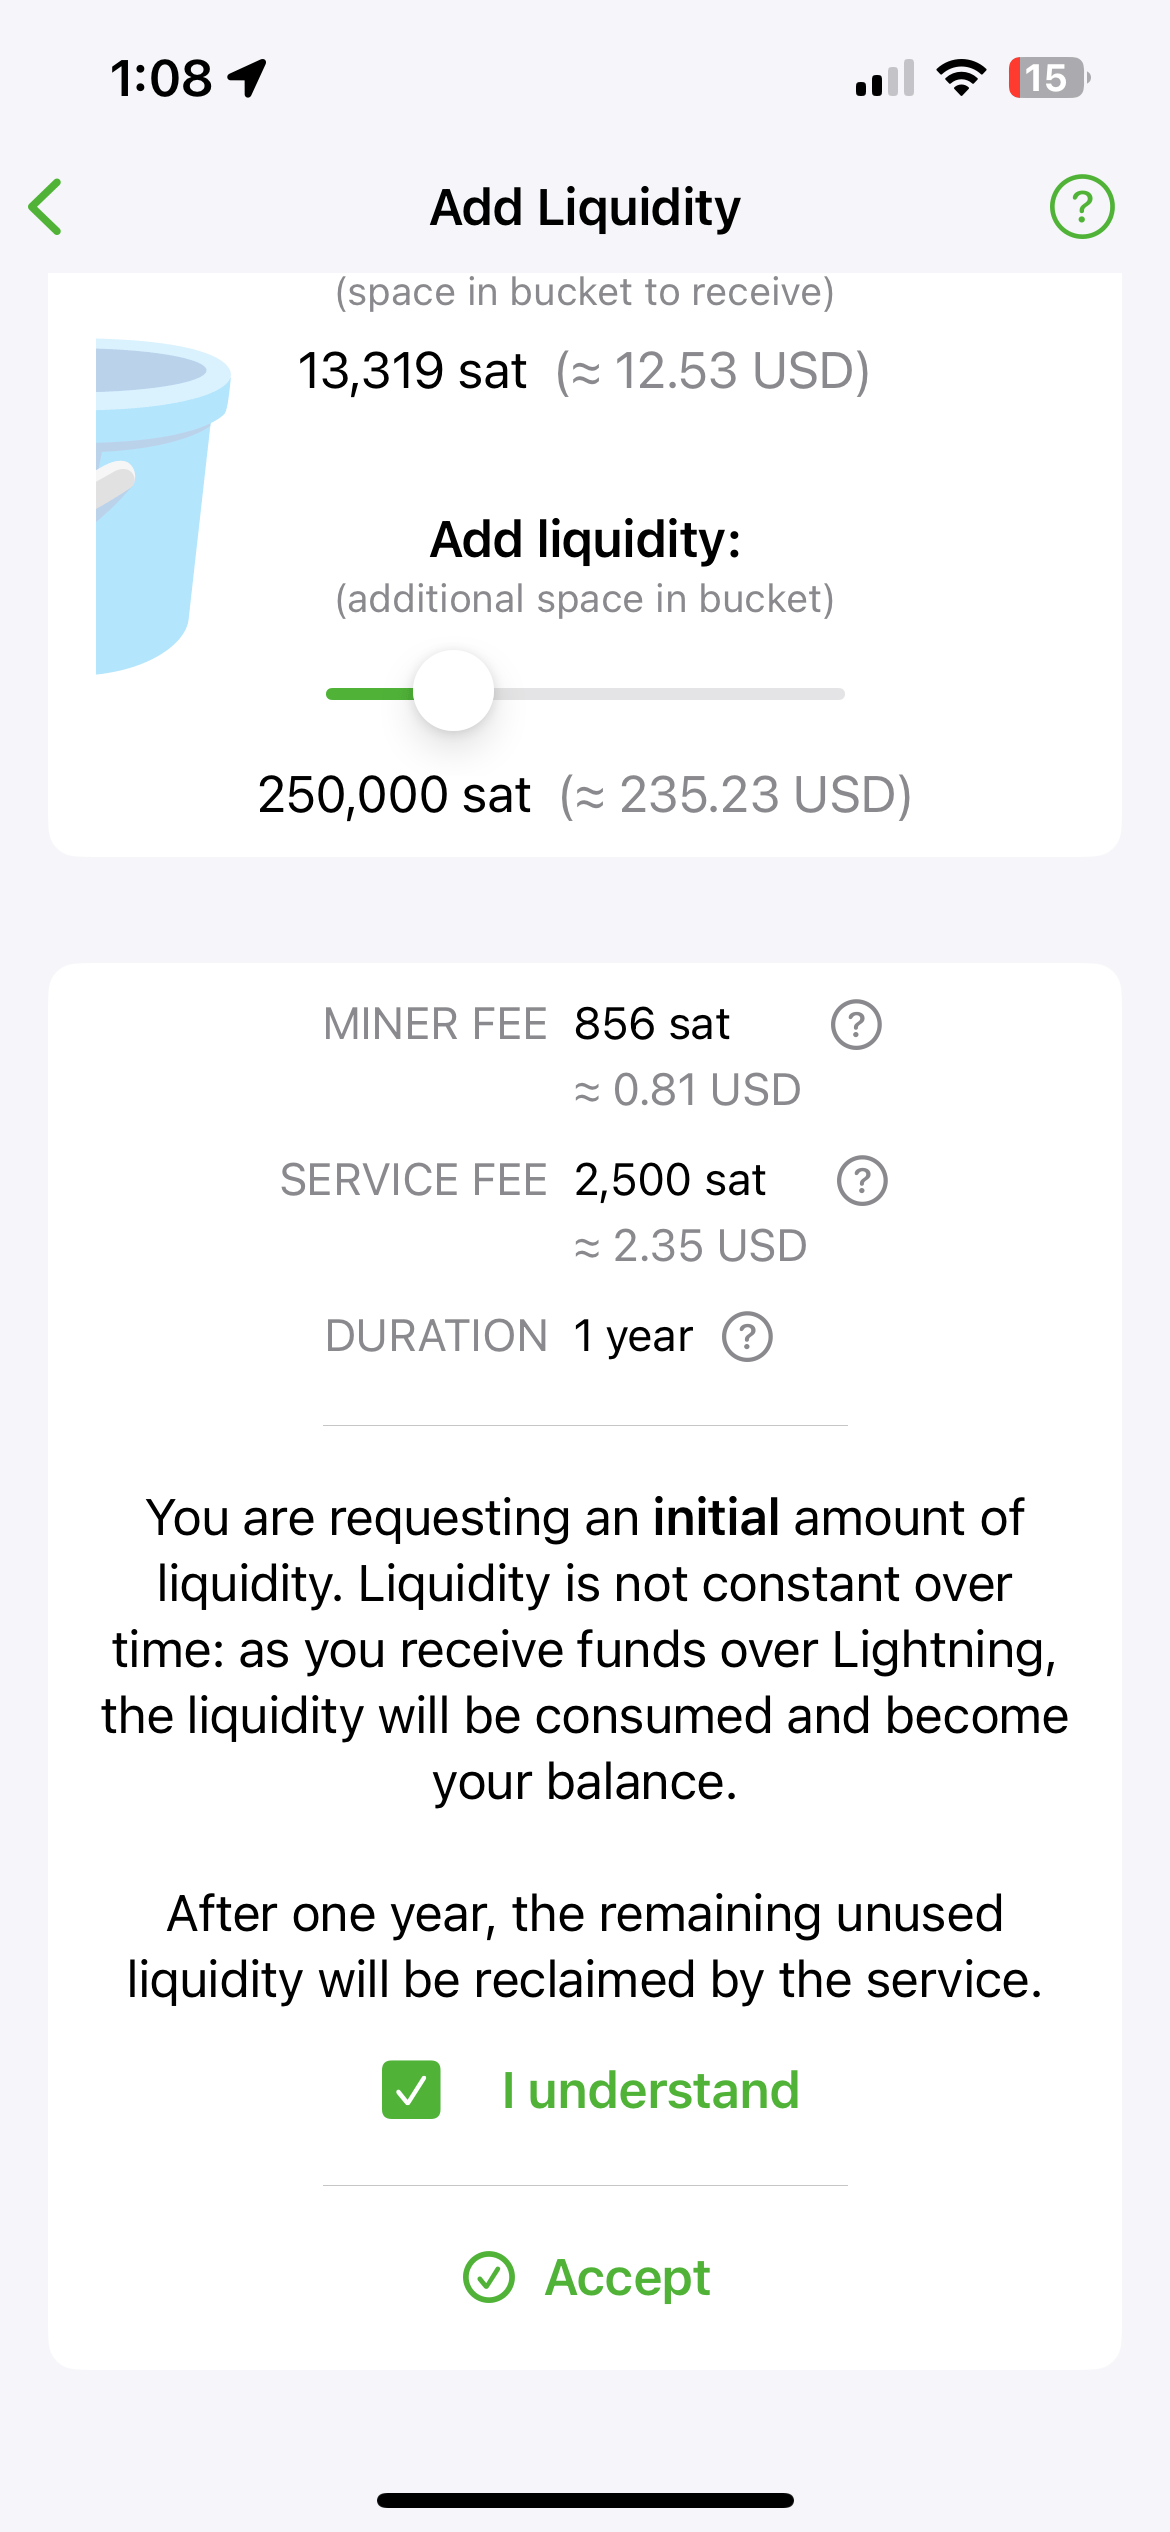 1:08
15
Add Liquidity
?
(space in bucket to receive)
13,319 sat (≈ 12.53 USD)
Add liquidity:
(additional space in bucket)
250,000 sat (≈ 235.23 USD)
MINER FEE 856 sat ?
≈ 0.81 USD
SERVICE FEE 2,500 sat ?
≈ 2.35 USD
DURATION 1 year ?
You are requesting an initial amount of
liquidity. Liquidity is not constant over
time: as you receive funds over Lightning,
the liquidity will be consumed and become
your balance.
After one year, the remaining unused
liquidity will be reclaimed by the service.
I understand
Accept